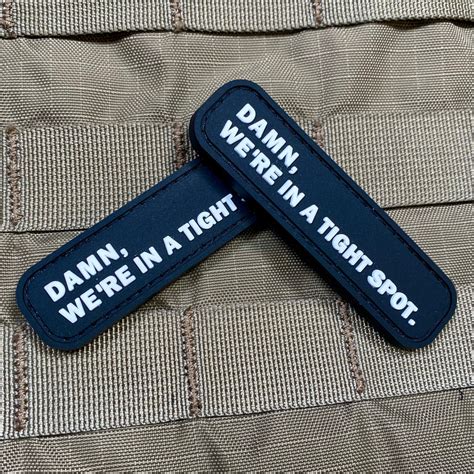 DAMN,
WE'RE IN A TIGHT
DAMN,
WE'RE IN A TIGHT SPOT.